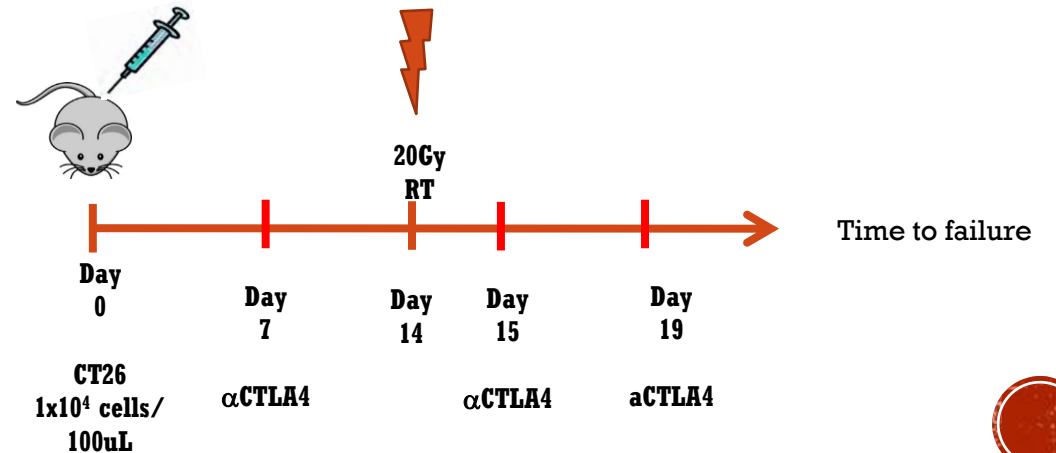 20Gy
RT
Time to failure
Day
0
Day
7
Day
14
Day
15
Day
19
CT26
1x10⁴ cells/
100uL
αCTLA4
αCTLA4
aCTLA4